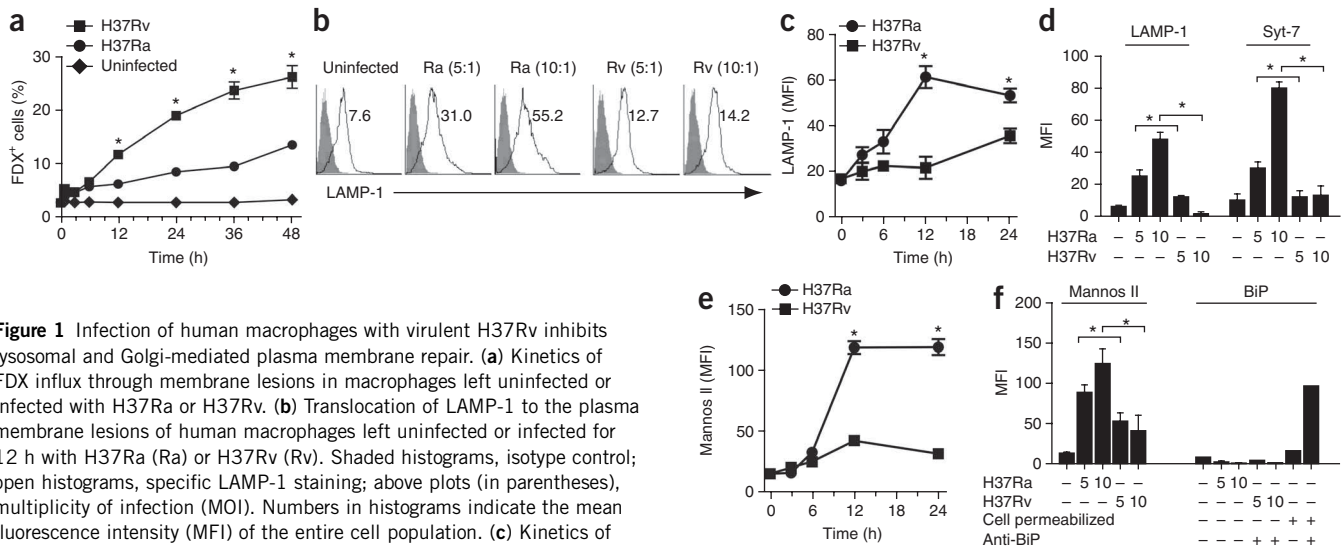 a
H37Rv
H37Ra
Uninfected
FDX⁺ cells (%)
30
20
10
0
0 12 24 36 48
Time (h)
* * * *
b
Uninfected Ra (5:1) Ra (10:1) Rv (5:1) Rv (10:1)
7.6 31.0 55.2 12.7 14.2
LAMP-1
c
H37Ra
H37Rv
LAMP-1 (MFI)
80
60
40
20
0
0 6 12 18 24
Time (h)
* *
d
LAMP-1 Syt-7
MFI
100
80
60
40
20
0
* * * *
H37Ra – 5 10 – – – 5 10 – –
H37Rv – – – 5 10 – – – 5 10
e
H37Ra
H37Rv
Mannos II (MFI)
150
100
50
0
0 6 12 18 24
Time (h)
* *
f
Mannos II BiP
MFI
200
150
100
50
0
* *
H37Ra – 5 10 – – – 5 10 – – – –
H37Rv – – – 5 10 – – – 5 10 – –
Cell permeabilized – – – – – + +
Anti-BiP – – – + + – +
Figure 1 Infection of human macrophages with virulent H37Rv inhibits
lysosomal and Golgi-mediated plasma membrane repair. (a) Kinetics of
FDX influx through membrane lesions in macrophages left uninfected or
infected with H37Ra or H37Rv. (b) Translocation of LAMP-1 to the plasma
membrane lesions of human macrophages left uninfected or infected for
12 h with H37Ra (Ra) or H37Rv (Rv). Shaded histograms, isotype control;
open histograms, specific LAMP-1 staining; above plots (in parentheses),
multiplicity of infection (MOI). Numbers in histograms indicate the mean
fluorescence intensity (MFI) of the entire cell population. (c) Kinetics of